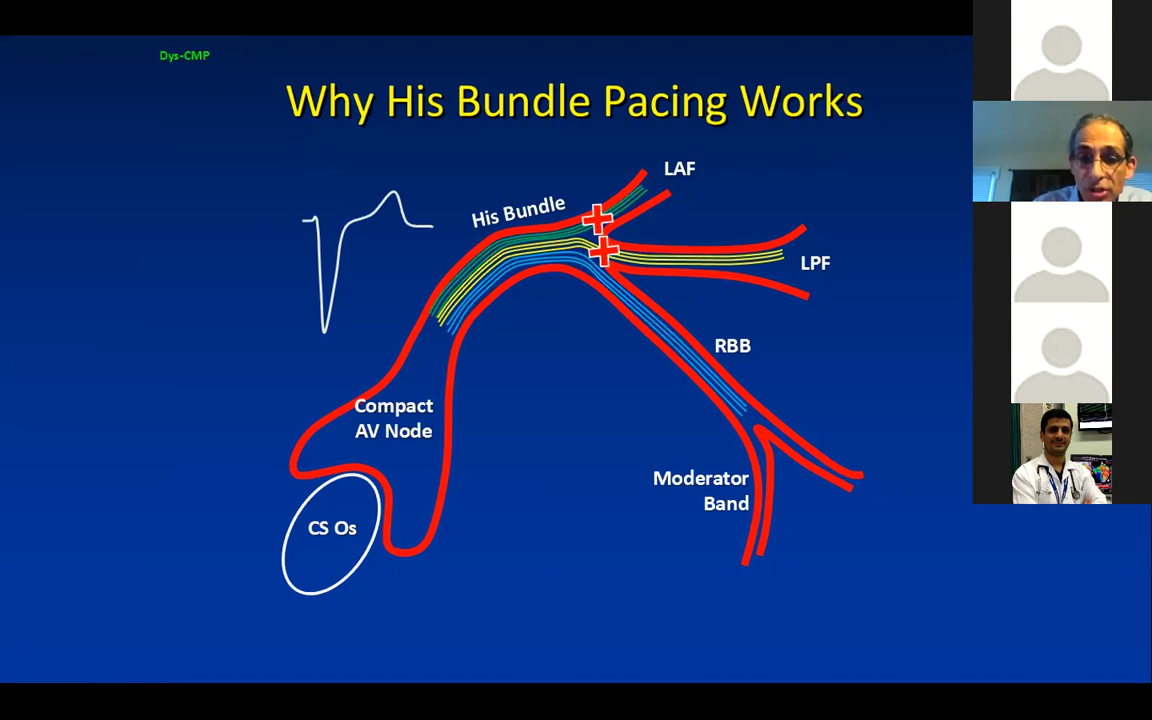 Dys-CMP
Why His Bundle Pacing Works
LAF
His Bundle
LPF
RBB
Compact
AV Node
Moderator
Band
CS Os